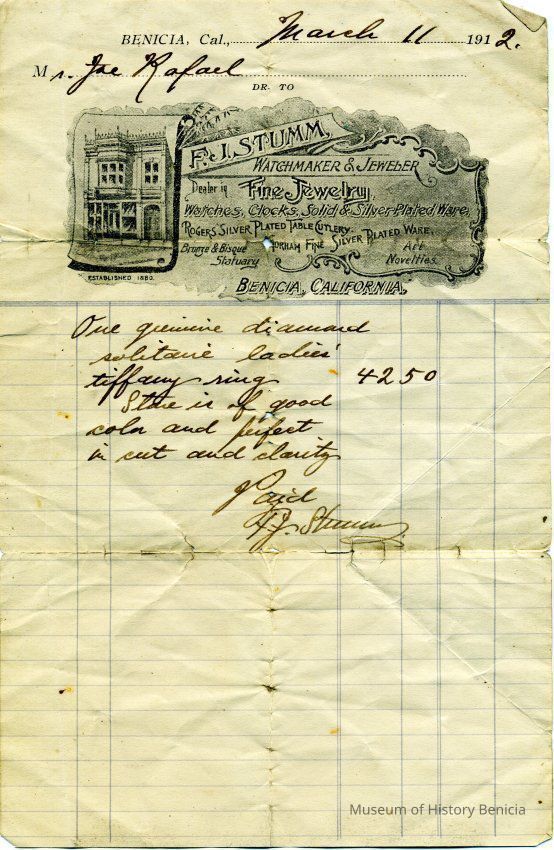 BENICIA, Cal., March 11 1912.
Mr. Joe Rafael
DR. TO
F. J. STUMM,
WATCHMAKER & JEWELER
Dealer in Fine Jewelry,
Watches, Clocks, Solid & Silver Plated Ware,
ROGERS SILVER PLATED TABLE CUTLERY.
GORHAM FINE SILVER PLATED WARE.
Bronze & Bisque Statuary
Art Novelties.
ESTABLISHED 1880.
BENICIA, CALIFORNIA,
One geniune diamond
solitaire ladies'
tiffany ring 4250
Stone is of good
color and perfect
in cut and clarity
Paid
F.J. Stumm
Museum of History Benicia